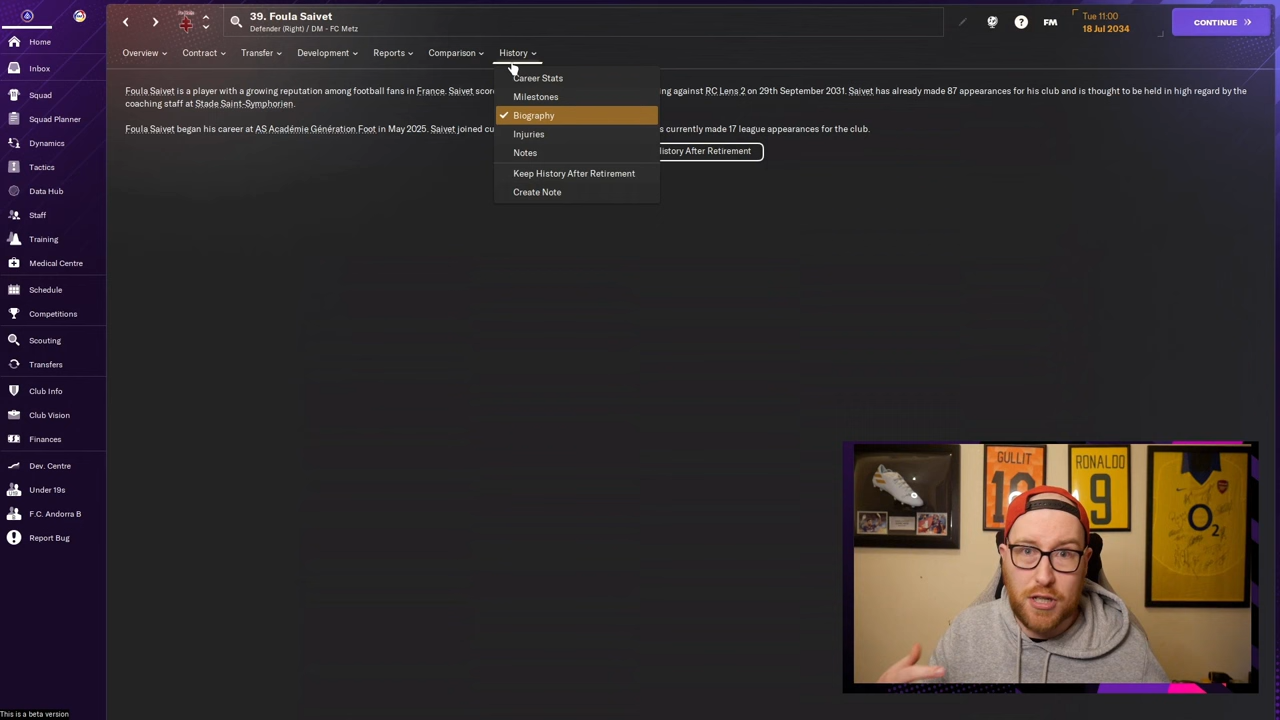 39. Foula Saivet
Defender (Right) / DM - FC Metz
FM
Tue 11:00
18 Jul 2034
CONTINUE
Overview
Contract
Transfer
Development
Reports
Comparison
History
Home
Inbox
Squad
Squad Planner
Dynamics
Tactics
Data Hub
Staff
Training
Medical Centre
Schedule
Competitions
Scouting
Transfers
Club Info
Club Vision
Finances
Dev. Centre
Under 19s
F.C. Andorra B
Report Bug
This is a beta version
Foula Saivet is a player with a growing reputation among football fans in France. Saivet against RC Lens 2 on 29th September 2031. Saivet has already made 87 appearances for his club and is thought to be held in high regard by the
coaching staff at Stade Saint-Symphorien.
Foula Saivet began his career at AS Académie Génération Foot in May 2025. Saivet joined currently made 17 league appearances for the club.
History After Retirement
Career Stats
Milestones
Biography
Injuries
Notes
Keep History After Retirement
Create Note
GULLIT
RONALDO
9
O2